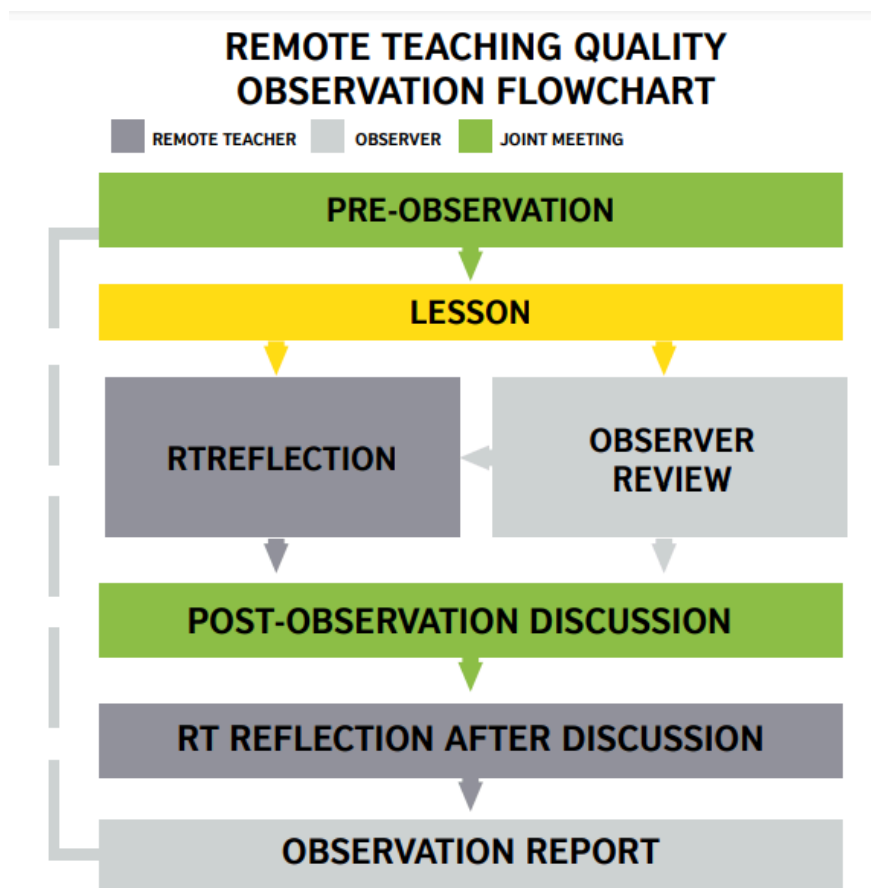 REMOTE TEACHING QUALITY
OBSERVATION FLOWCHART
REMOTE TEACHER OBSERVER JOINT MEETING
PRE-OBSERVATION
LESSON
RTREFLECTION
OBSERVER
REVIEW
POST-OBSERVATION DISCUSSION
RT REFLECTION AFTER DISCUSSION
OBSERVATION REPORT